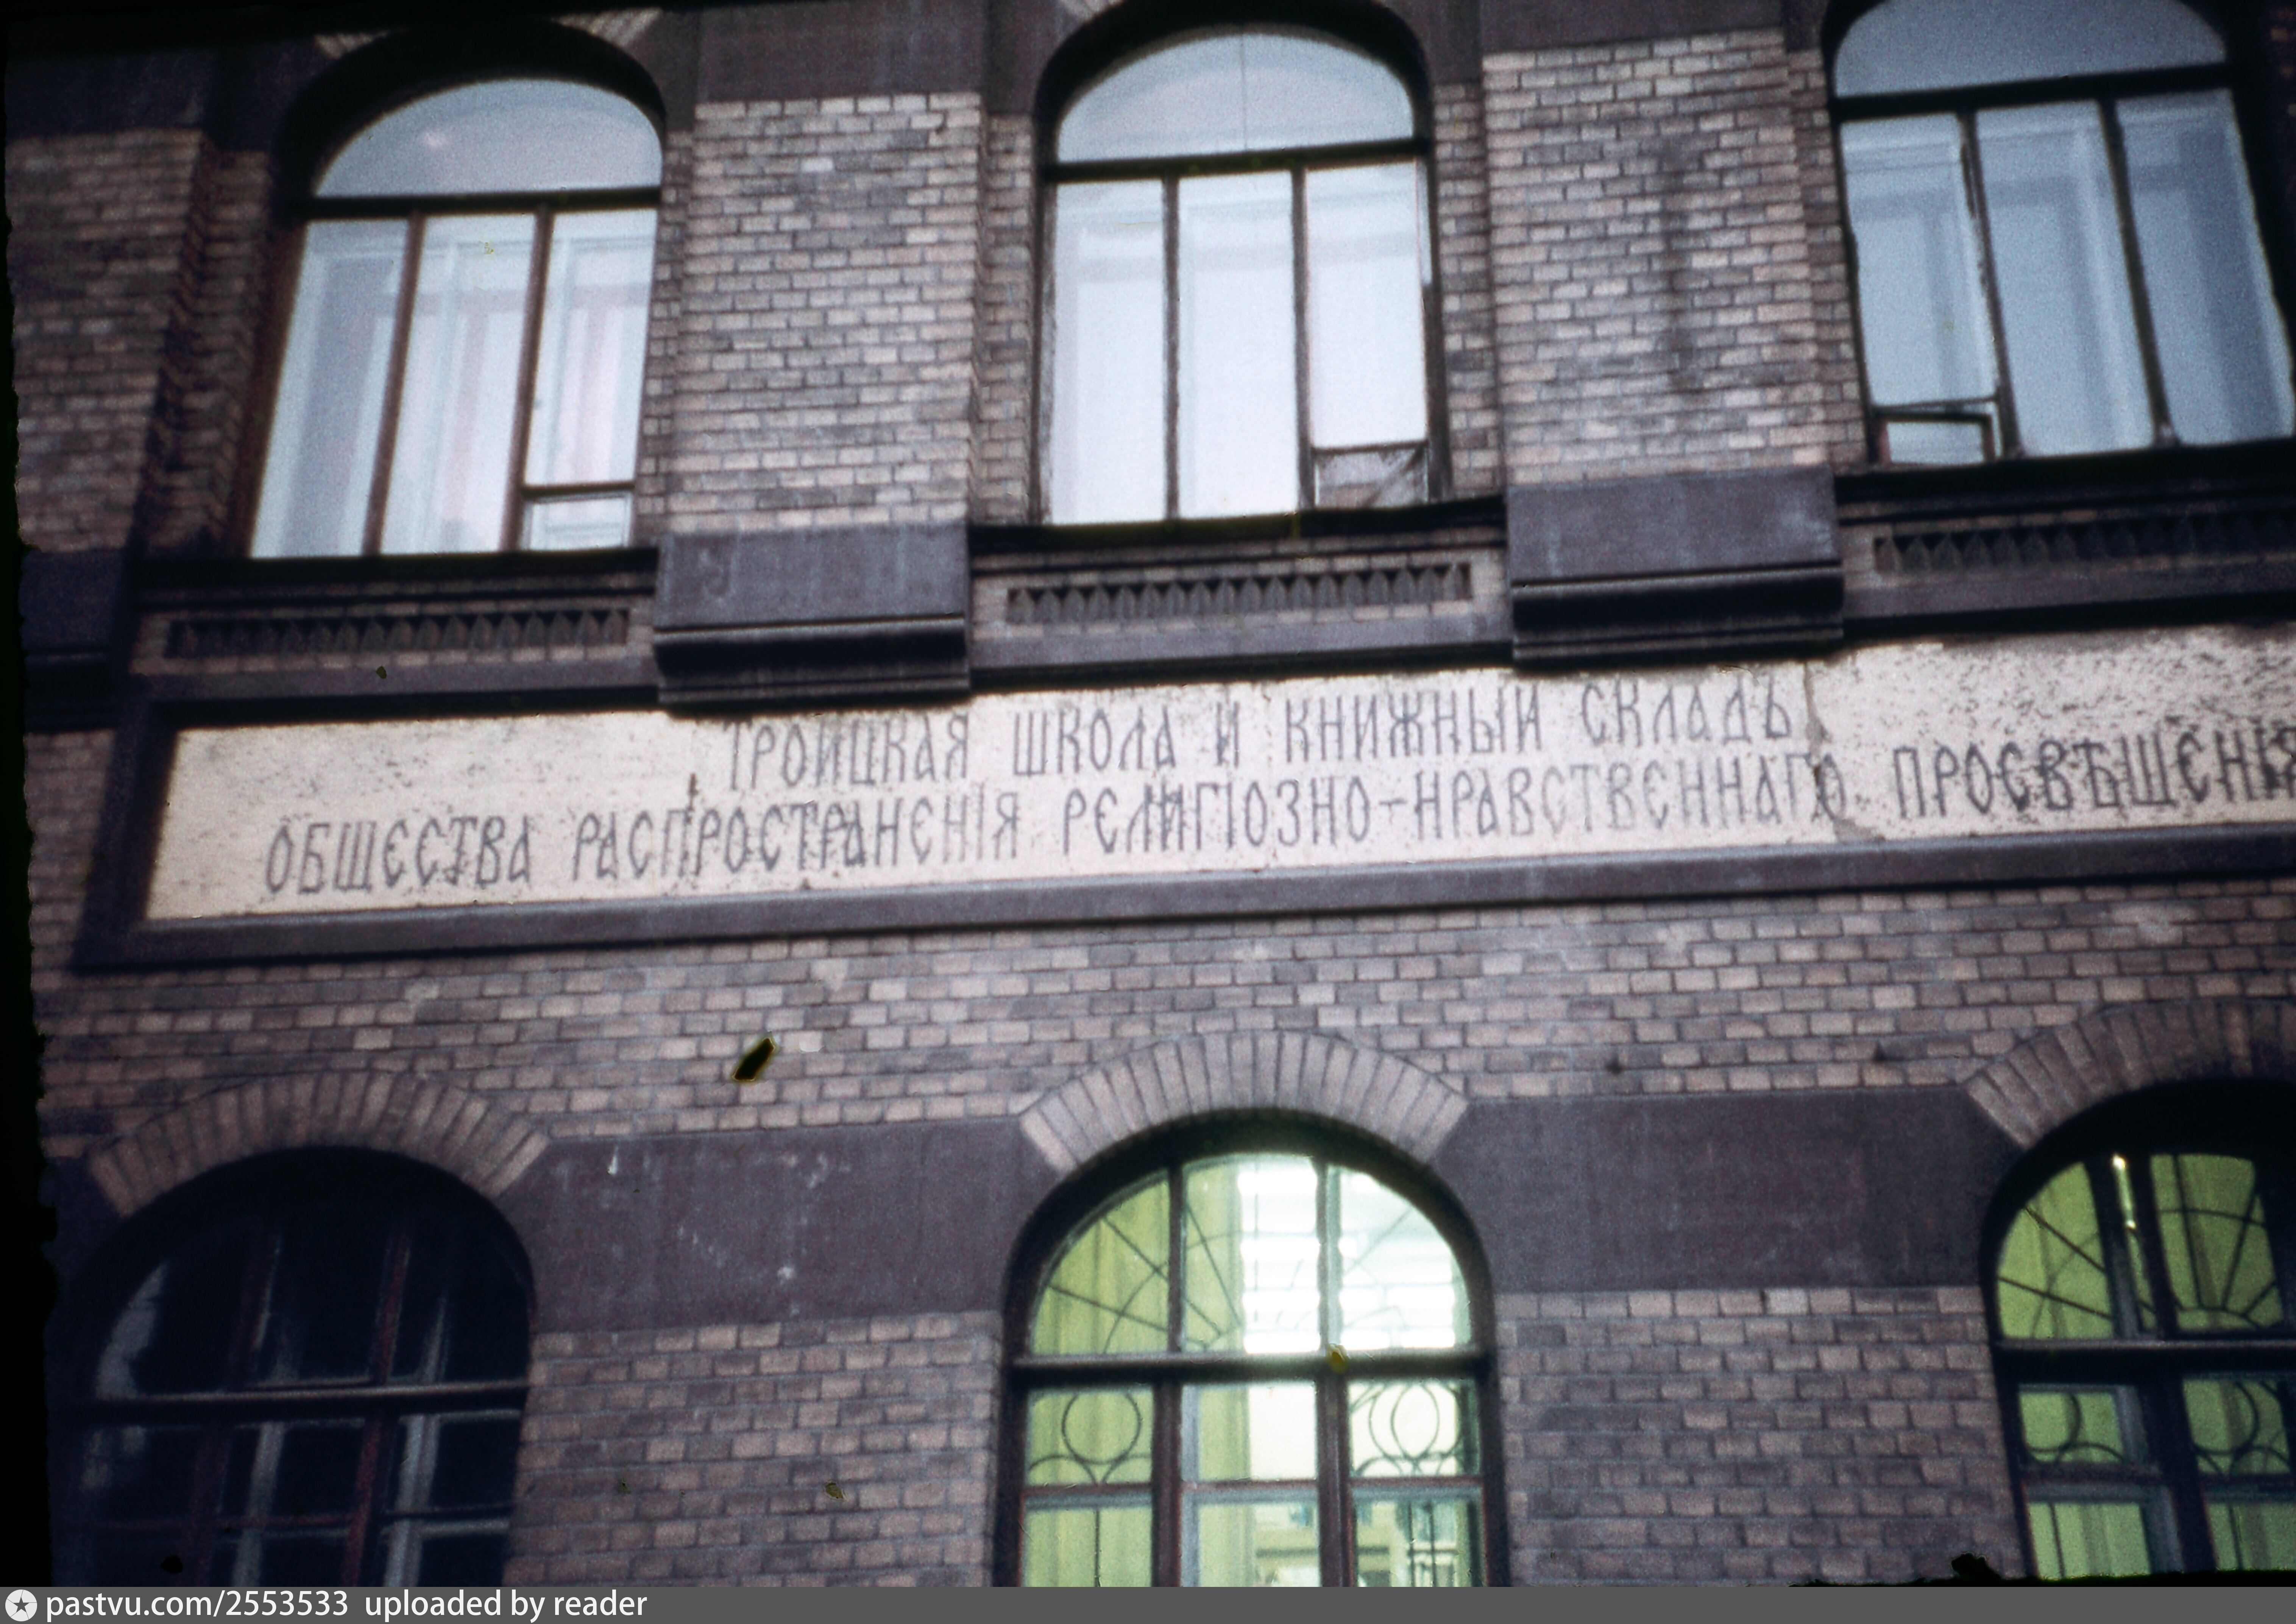 ТРОИЦКАЯ ШКОЛА И КНИЖНЫЙ СКЛАДЪ
ОБЩЕСТВА РАСПРОСТРАНЕНІЯ РЕЛИГІОЗНО-НРАВСТВЕННАГО ПРОСВѢЩЕНІЯ
pastvu.com/2553533 uploaded by reader